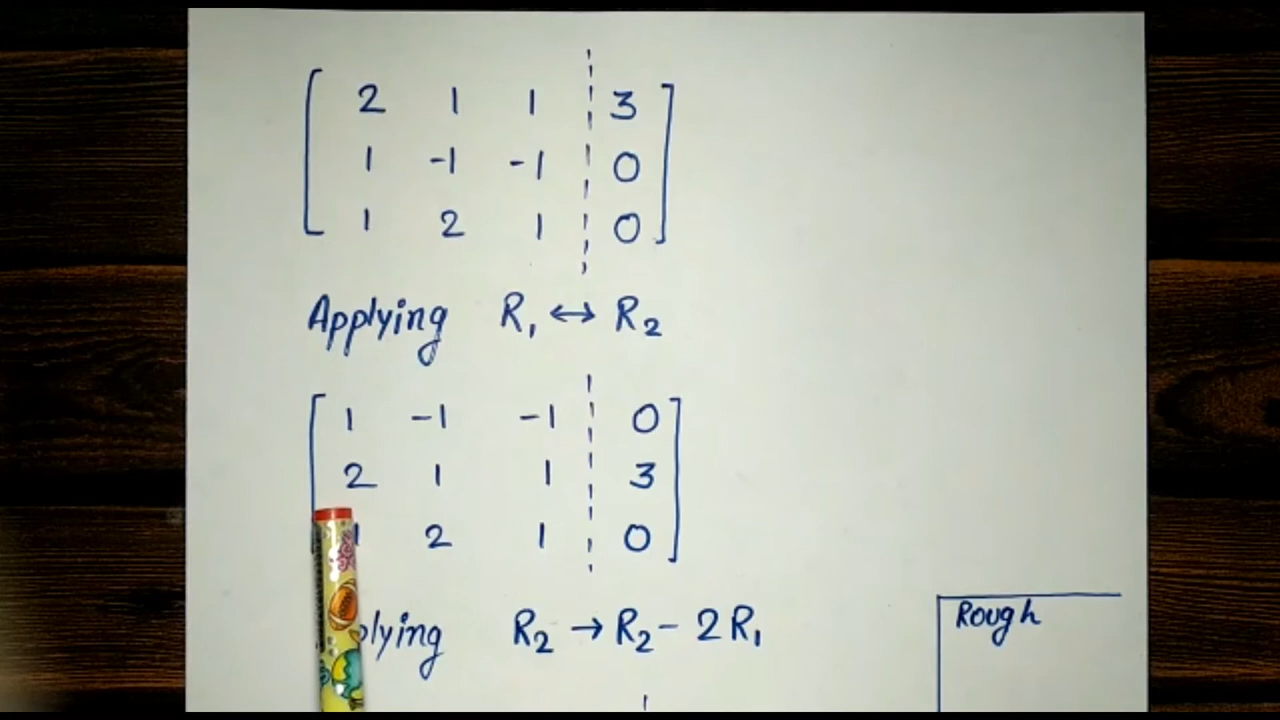 2 1 1 3
1 -1 -1 0
1 2 1 0
Applying R₁ ↔ R₂
1 -1 -1 0
2 1 1 3
1 2 1 0
R₂ → R₂ - 2R₁
Rough